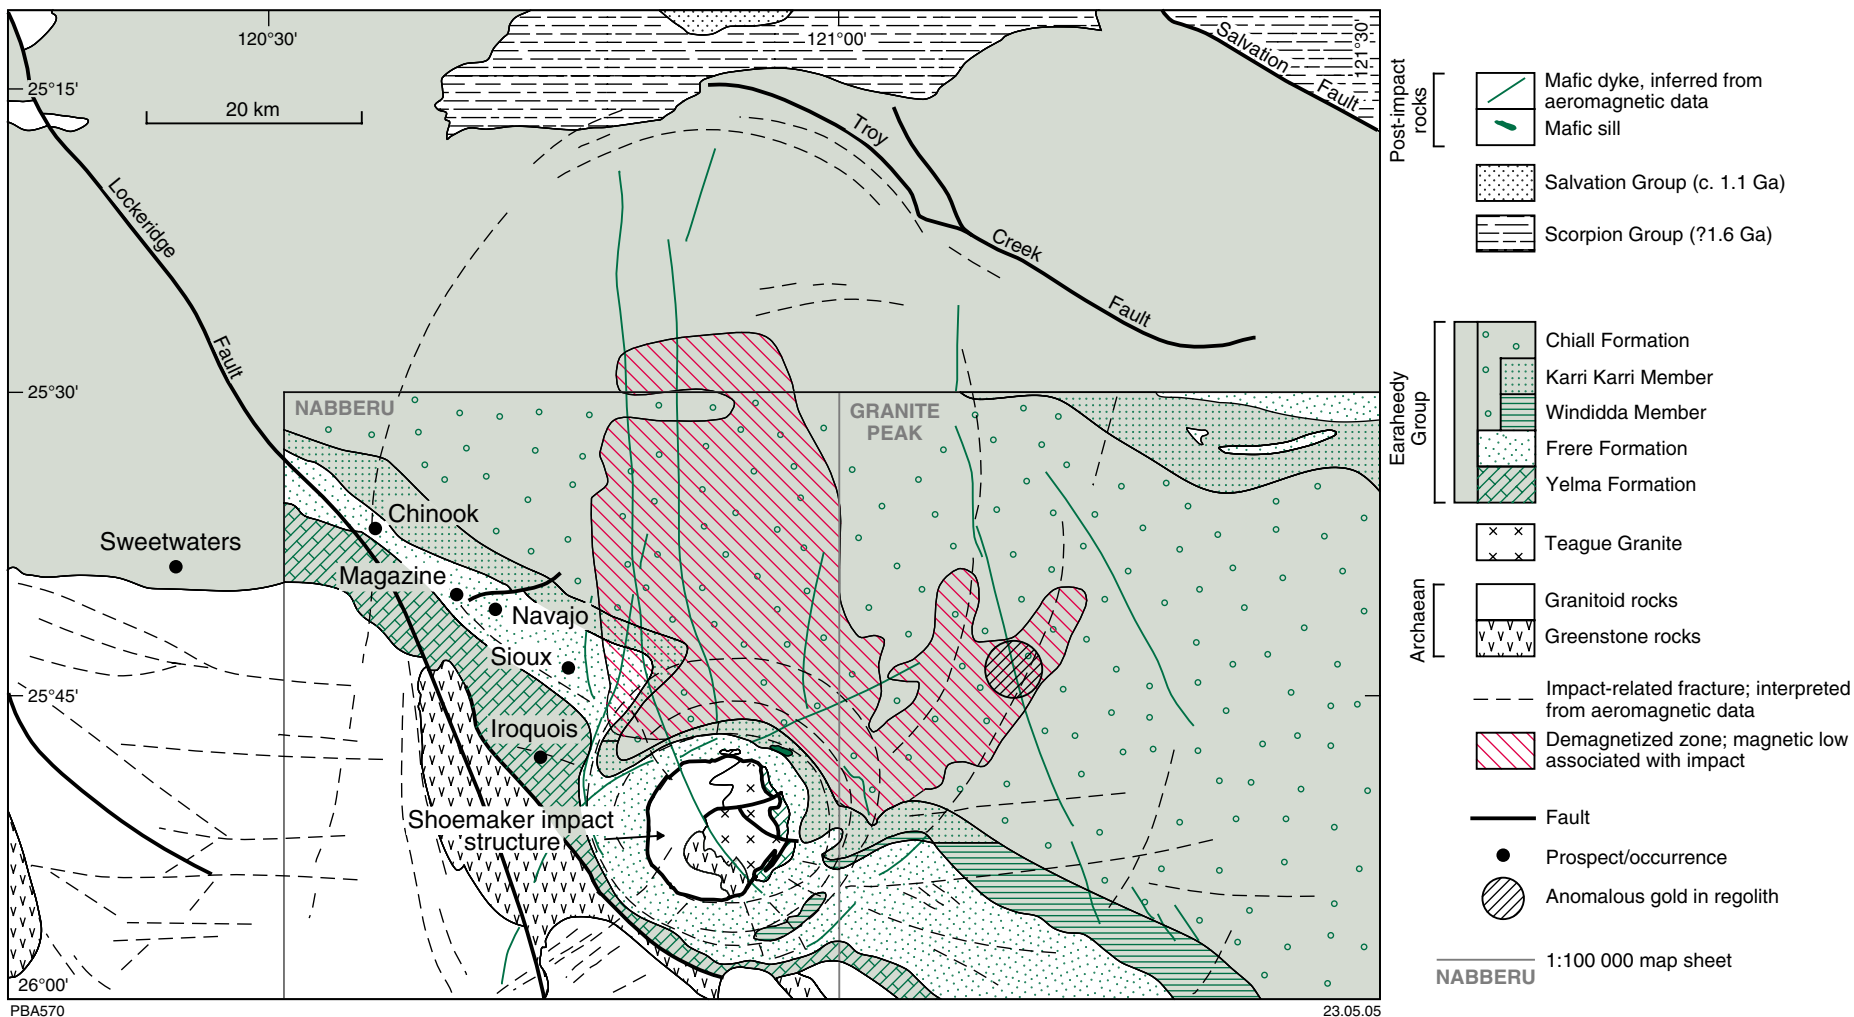 120°30'
121°00'
121°30'
25°15'
25°30'
25°45'
26°00'
20 km
Salvation
Fault
Troy
Creek
Fault
Lockeridge
Fault
NABBERU
GRANITE
PEAK
Chinook
Sweetwaters
Magazine
Navajo
Sioux
Iroquois
Shoemaker impact
structure
PBA570
23.05.05
Post-impact
rocks
Mafic dyke, inferred from
aeromagnetic data
Mafic sill
Salvation Group (c. 1.1 Ga)
Scorpion Group (?1.6 Ga)
Earaheedy
Group
Chiall Formation
Karri Karri Member
Windidda Member
Frere Formation
Yelma Formation
Teague Granite
Archaean
Granitoid rocks
Greenstone rocks
Impact-related fracture; interpreted
from aeromagnetic data
Demagnetized zone; magnetic low
associated with impact
Fault
Prospect/occurrence
Anomalous gold in regolith
NABBERU
1:100 000 map sheet